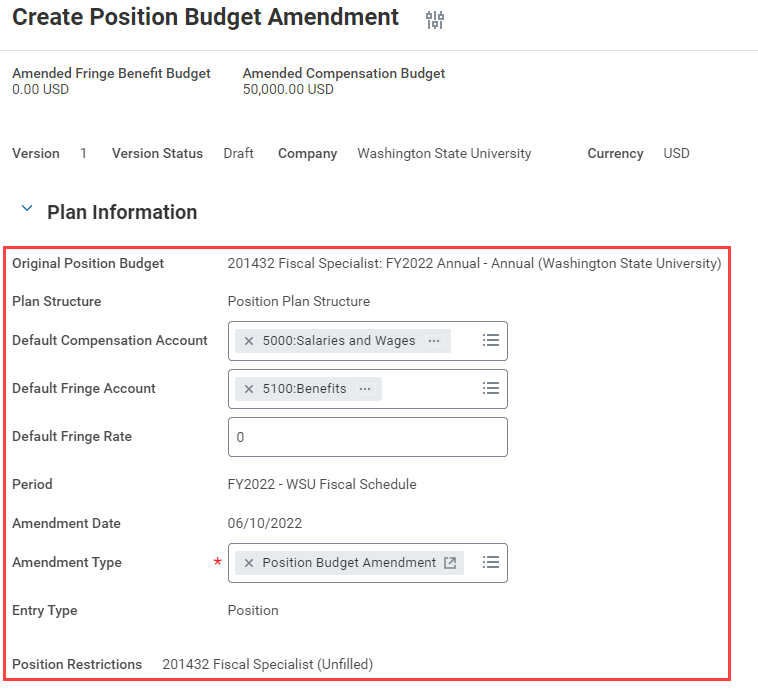 Create Position Budget Amendment
Amended Fringe Benefit Budget Amended Compensation Budget
0.00 USD 50,000.00 USD
Version 1 Version Status Draft Company Washington State University Currency USD
Plan Information
Original Position Budget 201432 Fiscal Specialist: FY2022 Annual - Annual (Washington State University)
Plan Structure Position Plan Structure
Default Compensation Account 5000:Salaries and Wages
Default Fringe Account 5100:Benefits
Default Fringe Rate 0
Period FY2022 - WSU Fiscal Schedule
Amendment Date 06/10/2022
Amendment Type * Position Budget Amendment
Entry Type Position
Position Restrictions 201432 Fiscal Specialist (Unfilled)